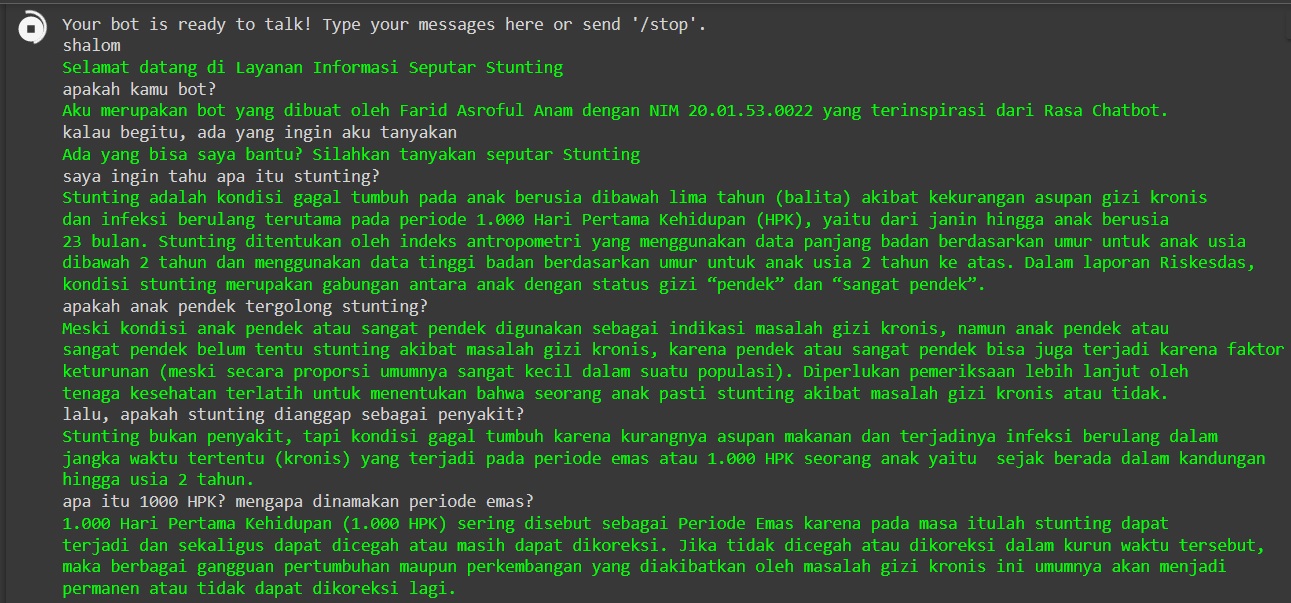 Your bot is ready to talk! Type your messages here or send '/stop'.
shalom
Selamat datang di Layanan Informasi Seputar Stunting
apakah kamu bot?
Aku merupakan bot yang dibuat oleh Farid Asroful Anam dengan NIM 20.01.53.0022 yang terinspirasi dari Rasa Chatbot.
kalau begitu, ada yang ingin aku tanyakan
Ada yang bisa saya bantu? Silahkan tanyakan seputar Stunting
saya ingin tahu apa itu stunting?
Stunting adalah kondisi gagal tumbuh pada anak berusia dibawah lima tahun (balita) akibat kekurangan asupan gizi kronis
dan infeksi berulang terutama pada periode 1.000 Hari Pertama Kehidupan (HPK), yaitu dari janin hingga anak berusia
23 bulan. Stunting ditentukan oleh indeks antropometri yang menggunakan data panjang badan berdasarkan umur untuk anak usia
dibawah 2 tahun dan menggunakan data tinggi badan berdasarkan umur untuk anak usia 2 tahun ke atas. Dalam laporan Riskesdas,
kondisi stunting merupakan gabungan antara anak dengan status gizi “pendek” dan “sangat pendek”.
apakah anak pendek tergolong stunting?
Meski kondisi anak pendek atau sangat pendek digunakan sebagai indikasi masalah gizi kronis, namun anak pendek atau
sangat pendek belum tentu stunting akibat masalah gizi kronis, karena pendek atau sangat pendek bisa juga terjadi karena faktor
keturunan (meski secara proporsi umumnya sangat kecil dalam suatu populasi). Diperlukan pemeriksaan lebih lanjut oleh
tenaga kesehatan terlatih untuk menentukan bahwa seorang anak pasti stunting akibat masalah gizi kronis atau tidak.
lalu, apakah stunting dianggap sebagai penyakit?
Stunting bukan penyakit, tapi kondisi gagal tumbuh karena kurangnya asupan makanan dan terjadinya infeksi berulang dalam
jangka waktu tertentu (kronis) yang terjadi pada periode emas atau 1.000 HPK seorang anak yaitu  sejak berada dalam kandungan
hingga usia 2 tahun.
apa itu 1000 HPK? mengapa dinamakan periode emas?
1.000 Hari Pertama Kehidupan (1.000 HPK) sering disebut sebagai Periode Emas karena pada masa itulah stunting dapat
terjadi dan sekaligus dapat dicegah atau masih dapat dikoreksi. Jika tidak dicegah atau dikoreksi dalam kurun waktu tersebut,
maka berbagai gangguan pertumbuhan maupun perkembangan yang diakibatkan oleh masalah gizi kronis ini umumnya akan menjadi
permanen atau tidak dapat dikoreksi lagi.